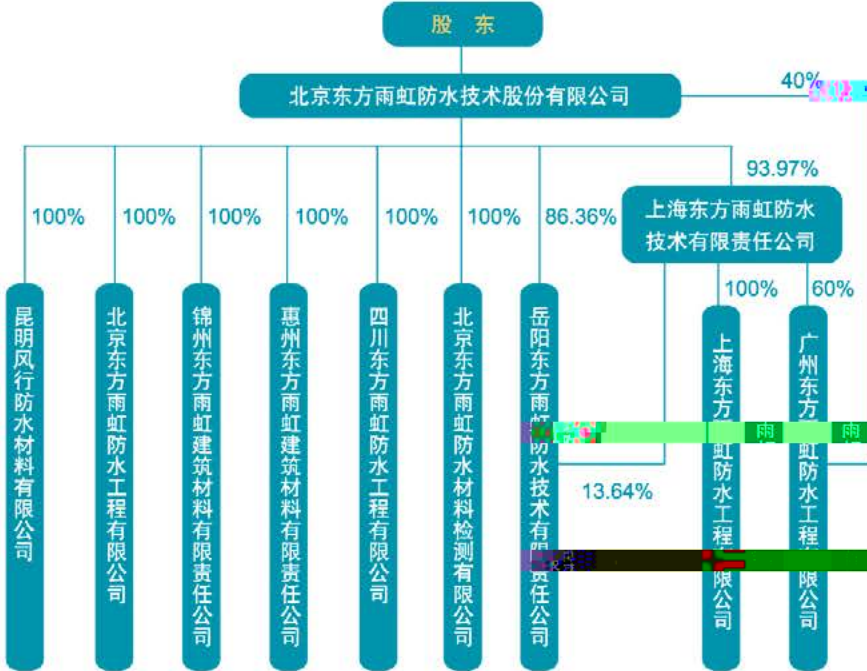 股 东
北京东方雨虹防水技术股份有限公司
40%
93.97%
上海东方雨虹防水
技术有限责任公司
100%
100%
100%
100%
100%
100%
86.36%
100%
60%
昆明风行防水材料有限公司
北京东方雨虹防水工程有限公司
锦州东方雨虹建筑材料有限责任公司
惠州东方雨虹建筑材料有限责任公司
四川东方雨虹防水工程有限公司
北京东方雨虹防水材料检测有限公司
岳阳东方雨虹防水技术有限责任公司
13.64%
上海东方雨虹防水工程有限公司
广州东方雨虹防水工程有限公司